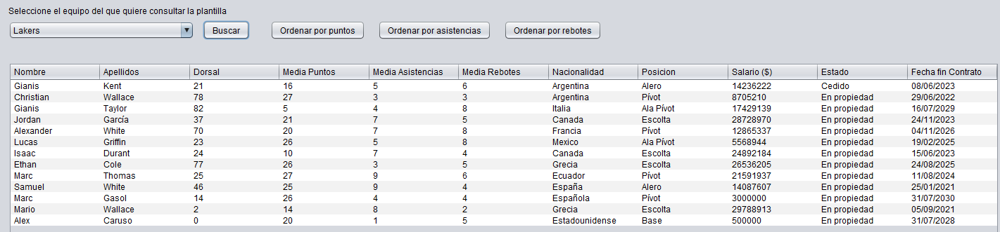 Seleccione el equipo del que quiere consultar la plantilla
Lakers Buscar Ordenar por puntos Ordenar por asistencias Ordenar por rebotes
Nombre Apellidos Dorsal Media Puntos Media Asistencias Media Rebotes Nacionalidad Posicion Salario ($) Estado Fecha fin Contrato
Gianis Kent 21 16 5 6 Argentina Alero 14236222 Cedido 08/06/2023
Christian Wallace 78 27 3 3 Argentina Pívot 8705210 En propiedad 29/06/2022
Gianis Taylor 82 5 4 8 Italia Ala Pívot 17429139 En propiedad 16/07/2029
Jordan García 37 21 7 5 Canada Escolta 28728970 En propiedad 24/11/2023
Alexander White 70 20 7 8 Francia Pívot 12865337 En propiedad 04/11/2026
Lucas Griffin 23 26 5 8 Mexico Ala Pívot 5568944 En propiedad 19/02/2025
Isaac Durant 24 10 7 4 Canada Escolta 24892184 En propiedad 15/06/2023
Ethan Cole 77 26 3 5 Grecia Escolta 26536205 En propiedad 24/08/2025
Marc Thomas 25 27 9 6 Ecuador Pívot 21591937 En propiedad 11/08/2024
Samuel White 46 25 9 4 España Alero 14087607 En propiedad 25/01/2021
Marc Gasol 14 26 4 4 Española Pívot 3000000 En propiedad 31/07/2030
Mario Wallace 2 14 8 2 Grecia Escolta 29788913 En propiedad 05/09/2021
Alex Caruso 0 20 1 5 Estadounidense Base 500000 En propiedad 31/07/2028